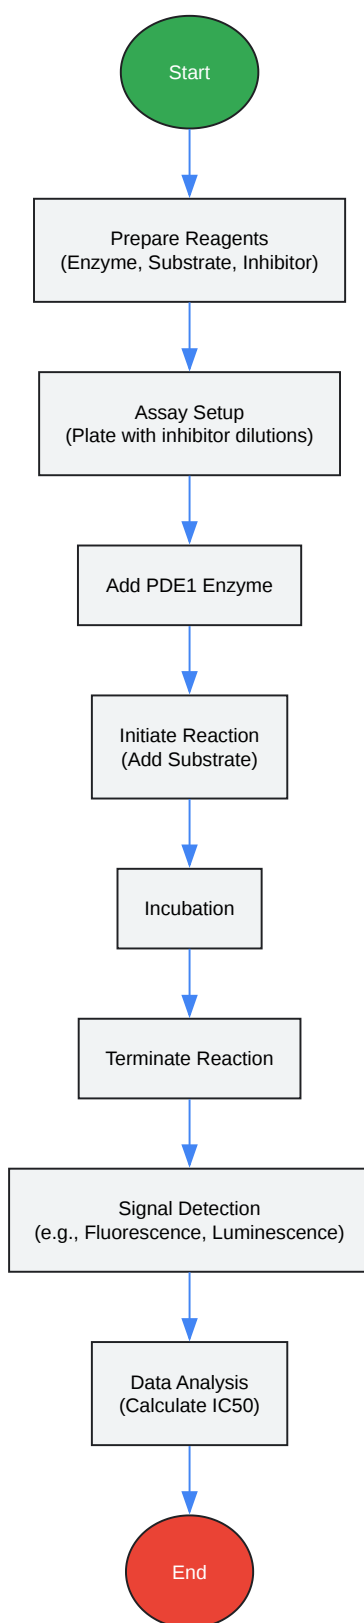 Start
Prepare Reagents
(Enzyme, Substrate, Inhibitor)
Assay Setup
(Plate with inhibitor dilutions)
Add PDE1 Enzyme
Initiate Reaction
(Add Substrate)
Incubation
Terminate Reaction
Signal Detection
(e.g., Fluorescence, Luminescence)
Data Analysis
(Calculate IC50)
End